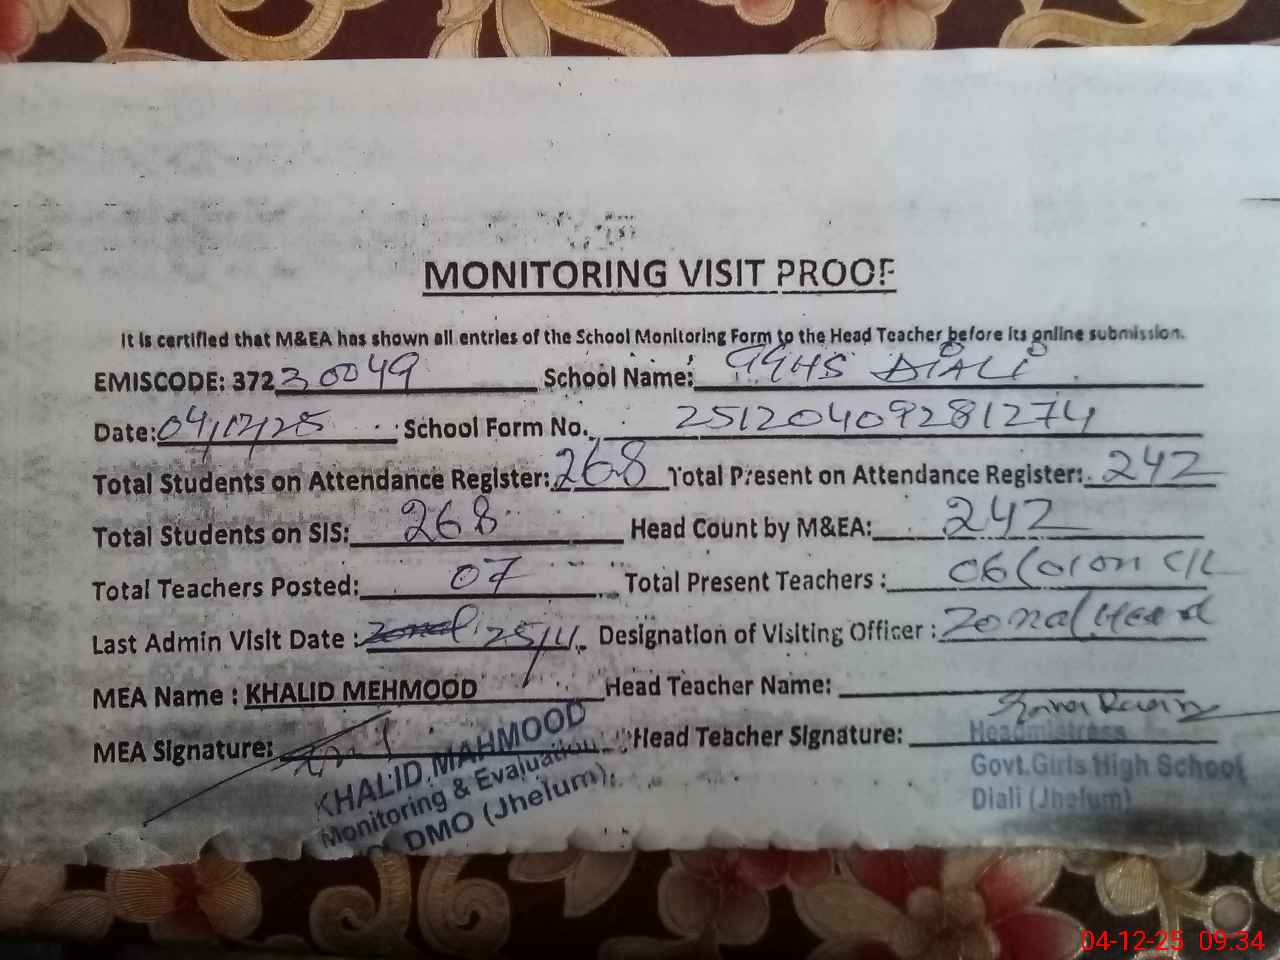 MONITORING VISIT PROOF
It is certified that M&EA has shown all entries of the School Monitoring Form to the Head Teacher before its online submission.
EMISCODE: 37230049 School Name: GGHS DIALI
Date: 04/12/25 School Form No. 25120409281274
Total Students on Attendance Register: 268 Total Present on Attendance Register: 242
Total Students on SIS: 268 Head Count by M&EA: 242
Total Teachers Posted: 07 Total Present Teachers : 06 (01 on C/L
Last Admin Visit Date : 25/11 Designation of Visiting Officer : Zonal Head
MEA Name : KHALID MEHMOOD Head Teacher Name:
MEA Signature: Head Teacher Signature:
KHALID MAHMOOD
Monitoring & Evaluation
DMO (Jhelum)
Headmistress
Govt.Girls High School
Diali (Jhelum)
04-12-25 09:34